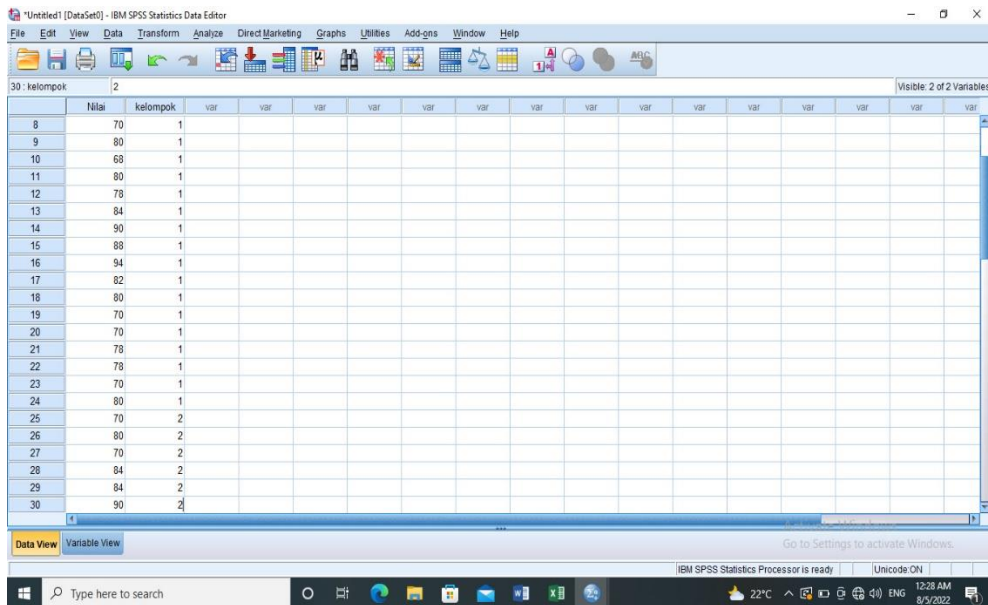 *Untitled1 [DataSet0] - IBM SPSS Statistics Data Editor
File Edit View Data Transform Analyze Direct Marketing Graphs Utilities Add-ons Window Help
30 : kelompok 2 Visible: 2 of 2 Variables
Nilai kelompok var var var var var var var var var var var var var var
8 70 1
9 80 1
10 68 1
11 80 1
12 78 1
13 84 1
14 90 1
15 88 1
16 94 1
17 82 1
18 80 1
19 70 1
20 70 1
21 78 1
22 78 1
23 70 1
24 80 1
25 70 2
26 80 2
27 70 2
28 84 2
29 84 2
30 90 2
Data View Variable View
Go to Settings to activate Windows.
IBM SPSS Statistics Processor is ready Unicode:ON
Type here to search 22°C ENG 12:28 AM
8/5/2022